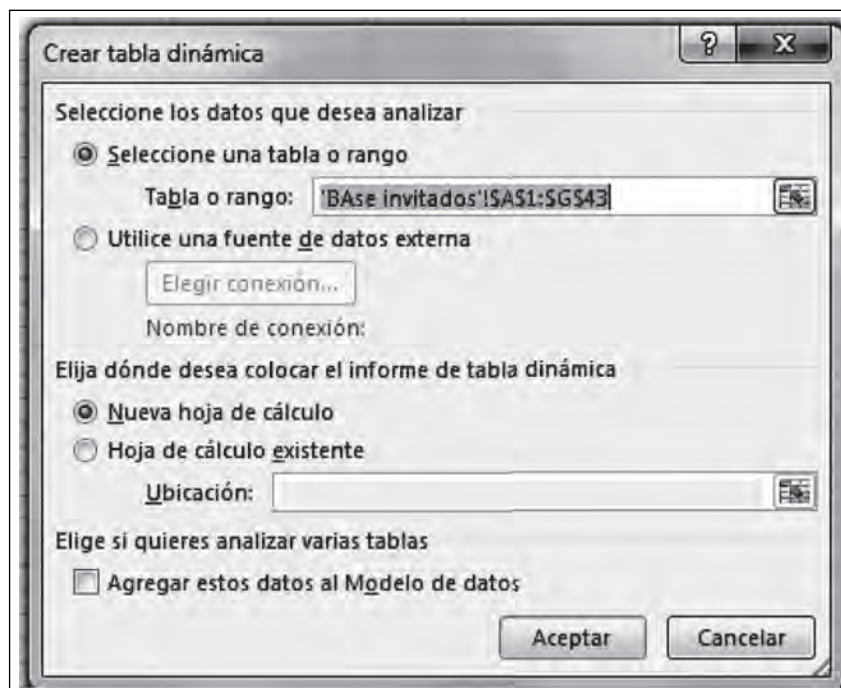 Crear tabla dinámica
?
Seleccione los datos que desea analizar
Seleccione una tabla o rango
Tabla o rango: 'BAse invitados'!$A$1:$G$43
Utilice una fuente de datos externa
Elegir conexión...
Nombre de conexión:
Elija dónde desea colocar el informe de tabla dinámica
Nueva hoja de cálculo
Hoja de cálculo existente
Ubicación:
Elige si quieres analizar varias tablas
Agregar estos datos al Modelo de datos
Aceptar Cancelar